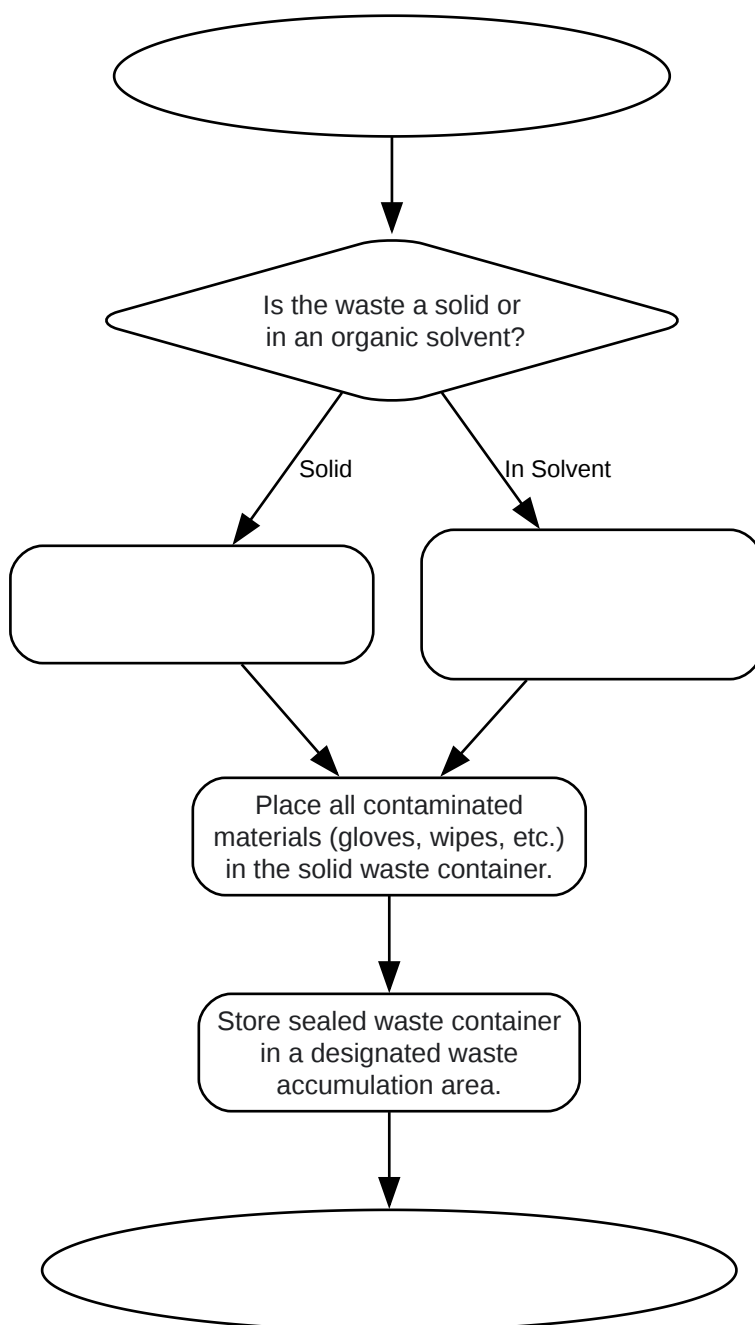 Is the waste a solid or
in an organic solvent?
Solid
In Solvent
Place all contaminated
materials (gloves, wipes, etc.)
in the solid waste container.
Store sealed waste container
in a designated waste
accumulation area.